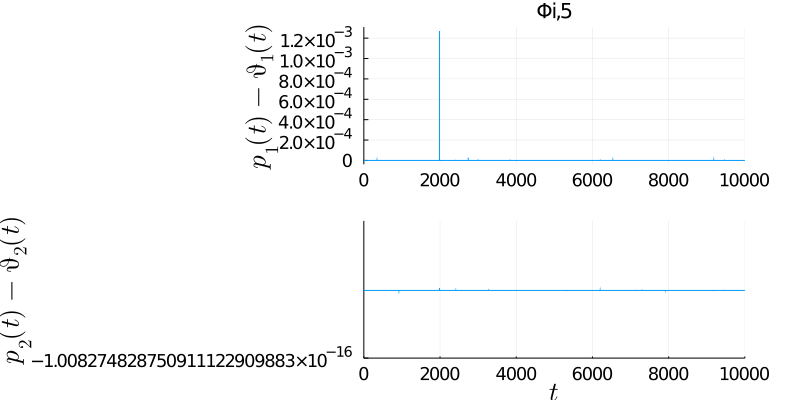 Φi,5
p₁(t) − ϑ₁(t)
1.2×10⁻³
1.0×10⁻³
8.0×10⁻⁴
6.0×10⁻⁴
4.0×10⁻⁴
2.0×10⁻⁴
0
0 2000 4000 6000 8000 10000
p₂(t) − ϑ₂(t)
−1.008274828750911122909883×10⁻¹⁶
0 2000 4000 6000 8000 10000
t